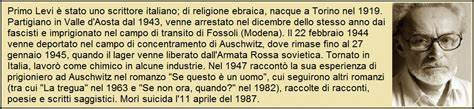 Primo Levi è stato uno scrittore italiano; di religione ebraica, nacque a Torino nel 1919.
Partigiano in Valle d'Aosta dal 1943, venne arrestato nel dicembre dello stesso anno dai
fascisti e imprigionato nel campo di transito di Fossoli (Modena). Il 22 febbraio 1944
venne deportato nel campo di concentramento di Auschwitz, dove rimase fino al 27
gennaio 1945, quando il lager venne liberato dall'Armata Rossa sovietica. Tornato in
Italia, lavorò come chimico in alcune industrie. Nel 1947 raccontò la sua esperienza di
prigioniero ad Auschwitz nel romanzo "Se questo è un uomo", cui seguirono altri romanzi
(tra cui "La tregua" nel 1963 e "Se non ora, quando?" nel 1982), raccolte di racconti,
poesie e scritti saggistici. Morì suicida l'11 aprile del 1987.